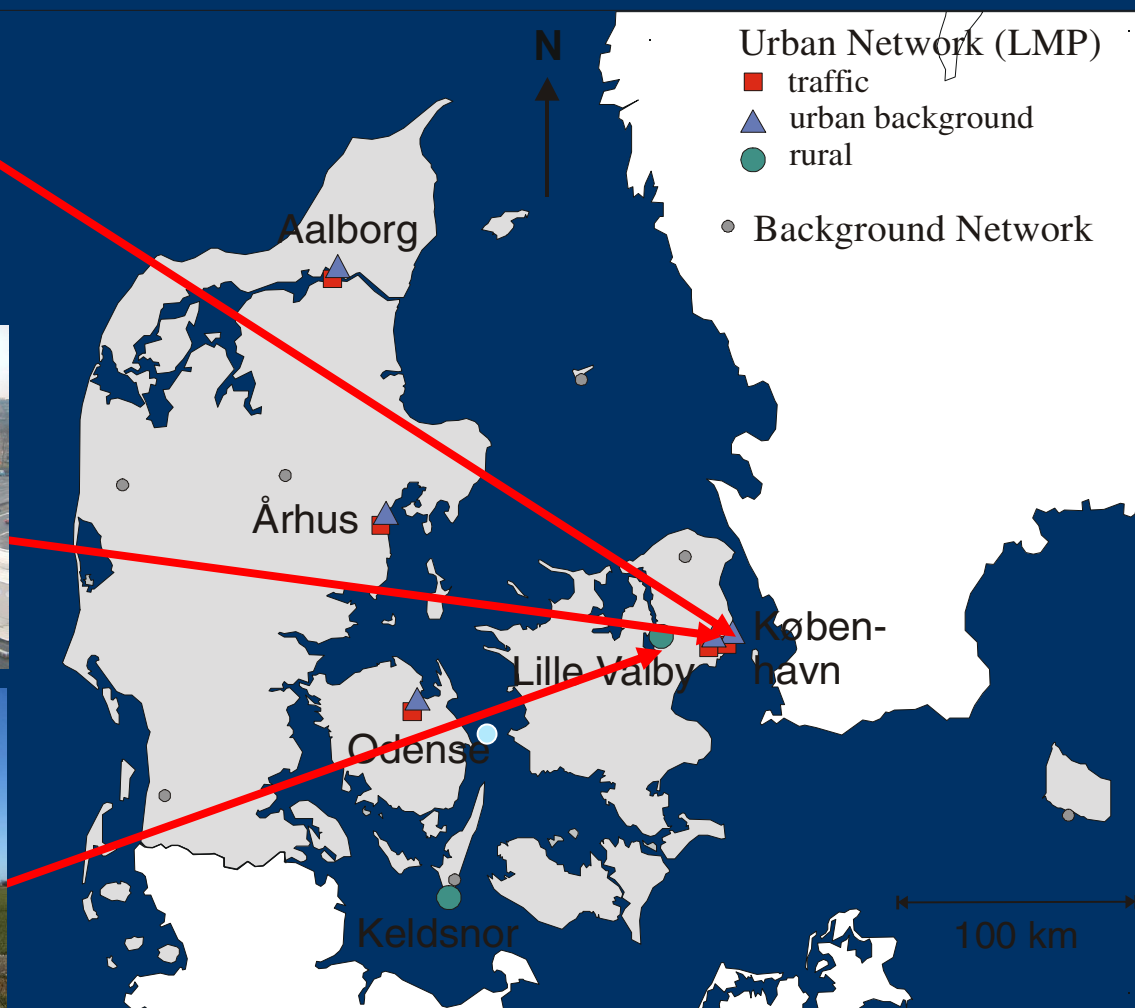 N
Urban Network (LMP)
traffic
urban background
rural
Background Network
Aalborg
Århus
Køben-
havn
Lille Valby
Odense
Keldsnor
100 km